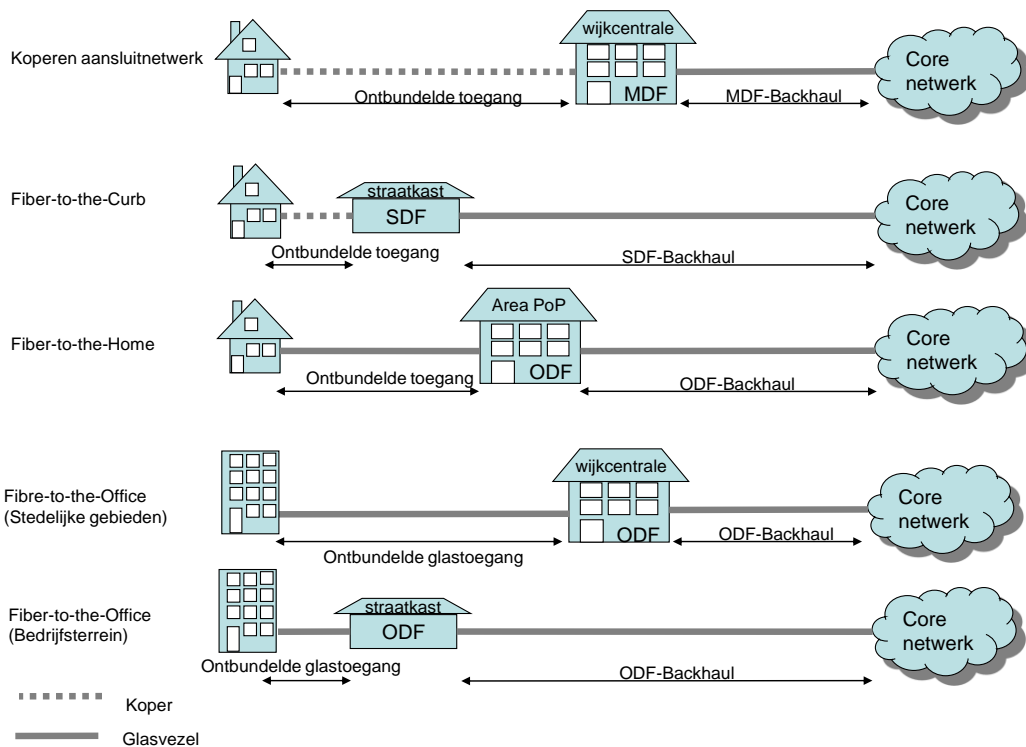 Koperen aansluitnetwerk
wijkcentrale
MDF
Core
netwerk
Ontbundelde toegang
MDF-Backhaul
Fiber-to-the-Curb
straatkast
SDF
Core
netwerk
Ontbundelde toegang
SDF-Backhaul
Fiber-to-the-Home
Area PoP
ODF
Core
netwerk
Ontbundelde toegang
ODF-Backhaul
Fibre-to-the-Office
(Stedelijke gebieden)
wijkcentrale
ODF
Core
netwerk
Ontbundelde glastoegang
ODF-Backhaul
Fiber-to-the-Office
(Bedrijfsterrein)
straatkast
ODF
Core
netwerk
Ontbundelde glastoegang
ODF-Backhaul
Koper
Glasvezel